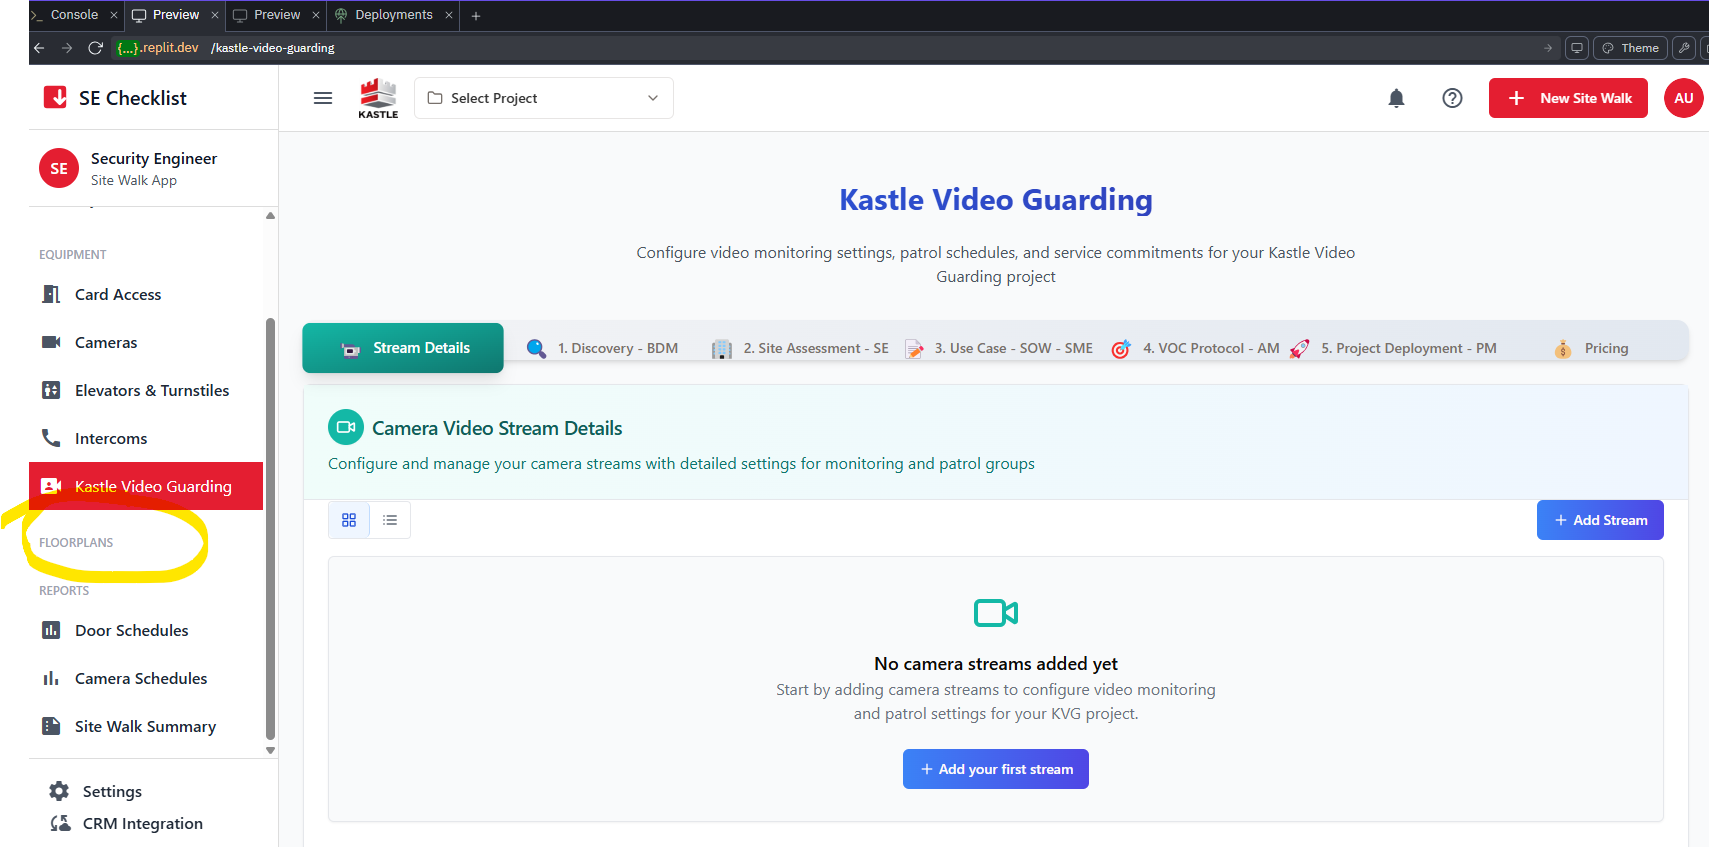 Console
Preview
Preview
Deployments
{...}.replit.dev /kastle-video-guarding
Theme
SE Checklist
KASTLE
Select Project
New Site Walk
AU
SE
Security Engineer
Site Walk App
EQUIPMENT
Card Access
Cameras
Elevators & Turnstiles
Intercoms
Kastle Video Guarding
FLOORPLANS
REPORTS
Door Schedules
Camera Schedules
Site Walk Summary
Settings
CRM Integration
Kastle Video Guarding
Configure video monitoring settings, patrol schedules, and service commitments for your Kastle Video
Guarding project
Stream Details
1. Discovery - BDM
2. Site Assessment - SE
3. Use Case - SOW - SME
4. VOC Protocol - AM
5. Project Deployment - PM
Pricing
Camera Video Stream Details
Configure and manage your camera streams with detailed settings for monitoring and patrol groups
Add Stream
No camera streams added yet
Start by adding camera streams to configure video monitoring
and patrol settings for your KVG project.
Add your first stream